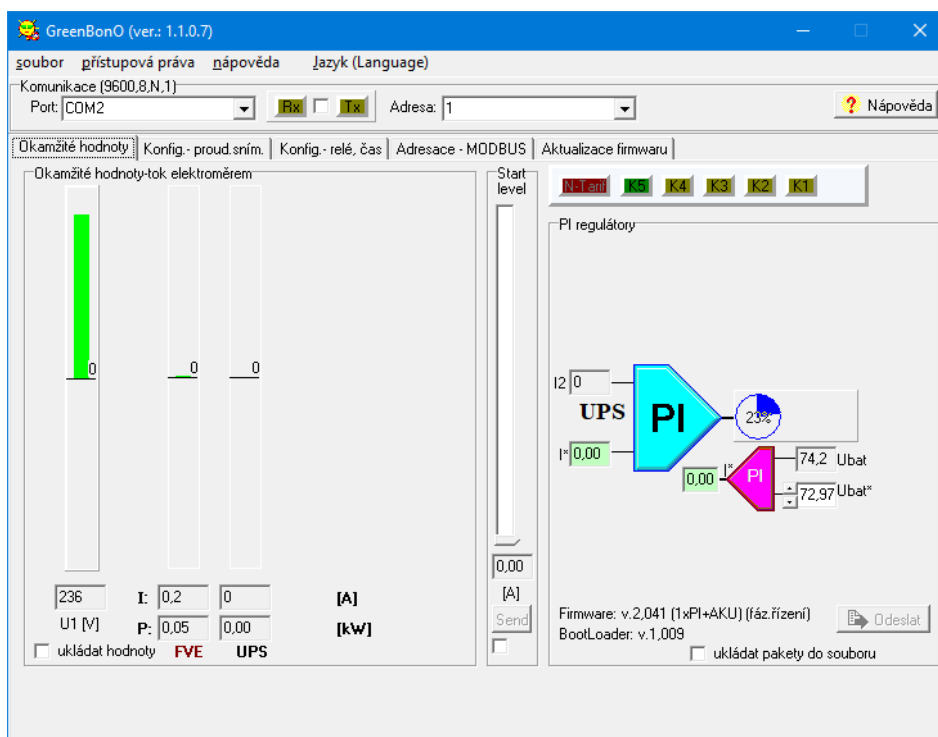 GreenBonO (ver.: 1.1.0.7)
soubor přístupová práva nápověda Jazyk (Language)
Komunikace (9600,8,N,1)
Port: COM2 Rx Tx Adresa: 1 ? Nápověda
Okamžité hodnoty Konfig.- proud.sním. Konfig.- relé, čas Adresace - MODBUS Aktualizace firmwaru
Okamžité hodnoty-tok elektroměrem
0 0 0
236 I: 0,2 0 [A]
U1 [V] P: 0,05 0,00 [kW]
ukládat hodnoty FVE UPS
Start
level
0,00
[A]
Send
N-Tarif K5 K4 K3 K2 K1
PI regulátory
I2 0
UPS PI 23%
I* 0,00
0,00 I* PI 74,2 Ubat
72,97 Ubat*
Firmware: v.2,041 (1xPI+AKU) (fáz.řízení)
BootLoader: v.1,009
Odeslat
ukládat pakety do souboru